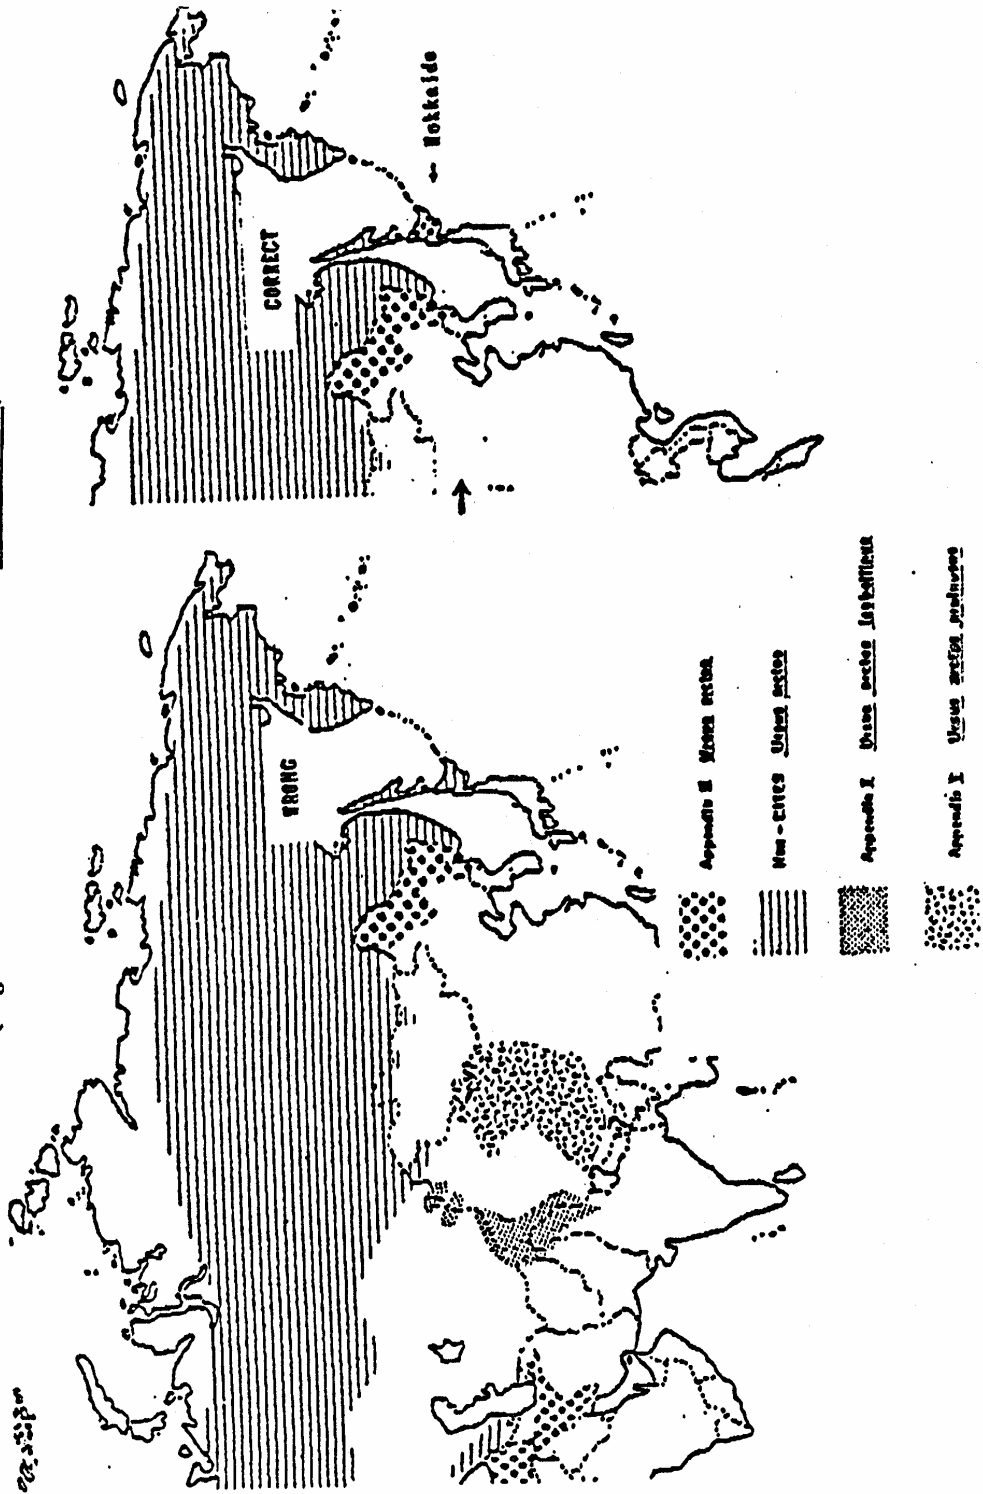 ← Hokkaido
CORRECT
WRONG
Appendix II Ursus arctos
Non-CITES Ursus arctos
Appendix I Ursus arctos isabellinus
Appendix I Ursus arctos pruinosus